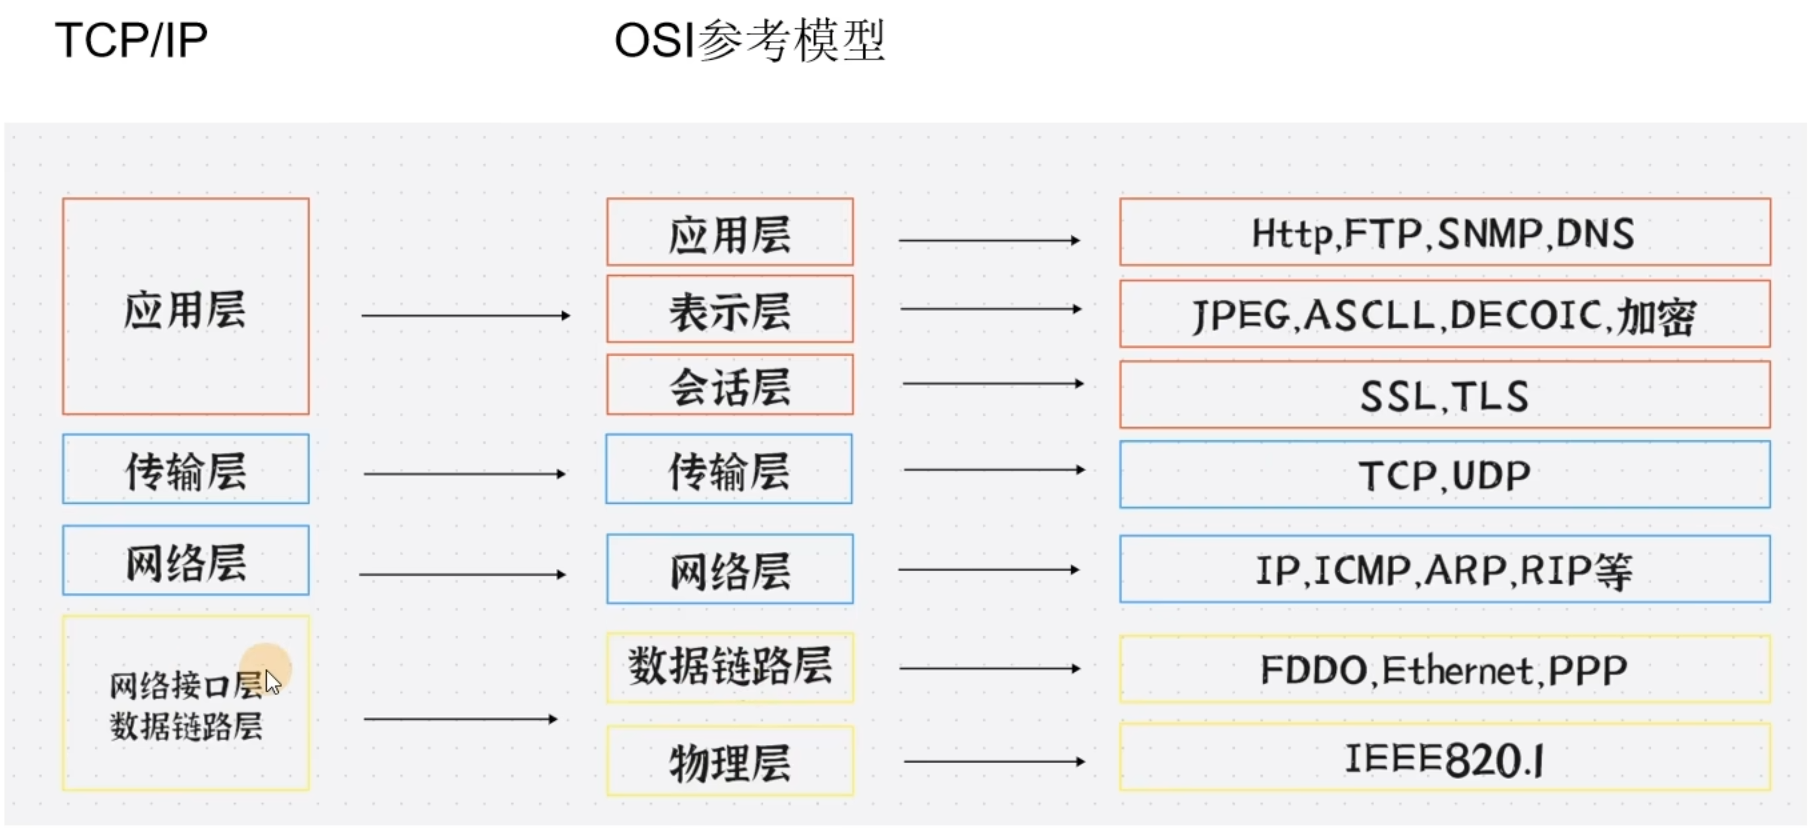 TCP/IP
OSI参考模型
应用层
应用层
Http,FTP,SNMP,DNS
表示层
JPEG,ASCLL,DECOIC,加密
会话层
SSL,TLS
传输层
传输层
TCP,UDP
网络层
网络层
IP,ICMP,ARP,RIP等
网络接口层
数据链路层
数据链路层
FDDO,Ethernet,PPP
物理层
IEEE820.1